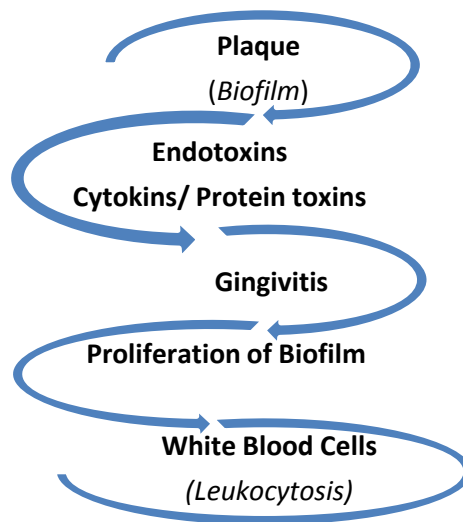 Plaque
(Biofilm)
Endotoxins
Cytokins/ Protein toxins
Gingivitis
Proliferation of Biofilm
White Blood Cells
(Leukocytosis)